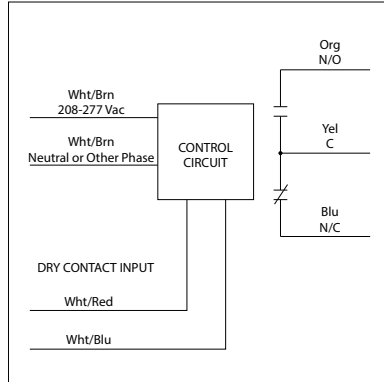 Org
N/O
Wht/Brn
208-277 Vac
Yel
C
Wht/Brn
Neutral or Other Phase
CONTROL
CIRCUIT
Blu
N/C
DRY CONTACT INPUT
Wht/Red
Wht/Blu